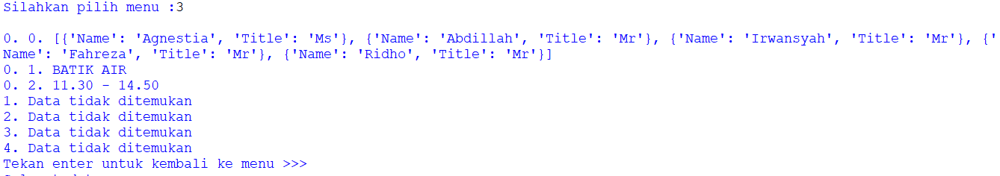 Silahkan pilih menu :3
0. 0. [{'Name': 'Agnestia', 'Title': 'Ms'}, {'Name': 'Abdillah', 'Title': 'Mr'}, {'Name': 'Irwansyah', 'Title': 'Mr'}, {'
Name': 'Fahreza', 'Title': 'Mr'}, {'Name': 'Ridho', 'Title': 'Mr'}]
0. 1. BATIK AIR
0. 2. 11.30 - 14.50
1. Data tidak ditemukan
2. Data tidak ditemukan
3. Data tidak ditemukan
4. Data tidak ditemukan
Tekan enter untuk kembali ke menu >>>